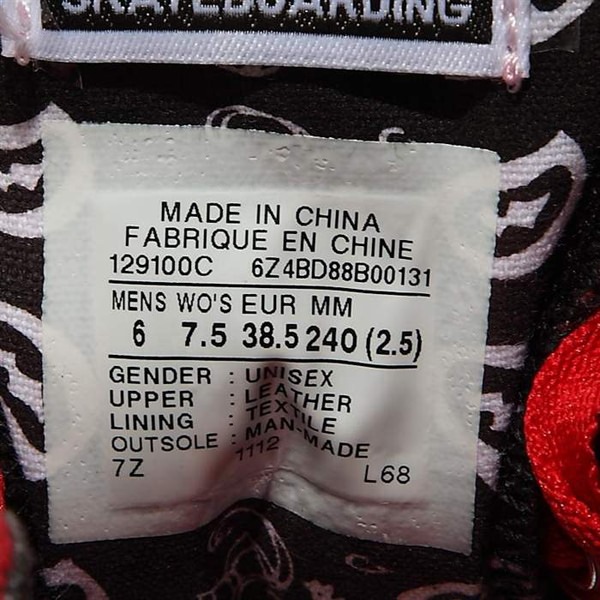 SKATEBOARDING
MADE IN CHINA
FABRIQUE EN CHINE
129100C 6Z4BD88B00131
MENS WO'S EUR MM
6 7.5 38.5 240 (2.5)
GENDER : UNISEX
UPPER : LEATHER
LINING : TEXTILE
OUTSOLE : MAN-MADE
1112
7Z L68